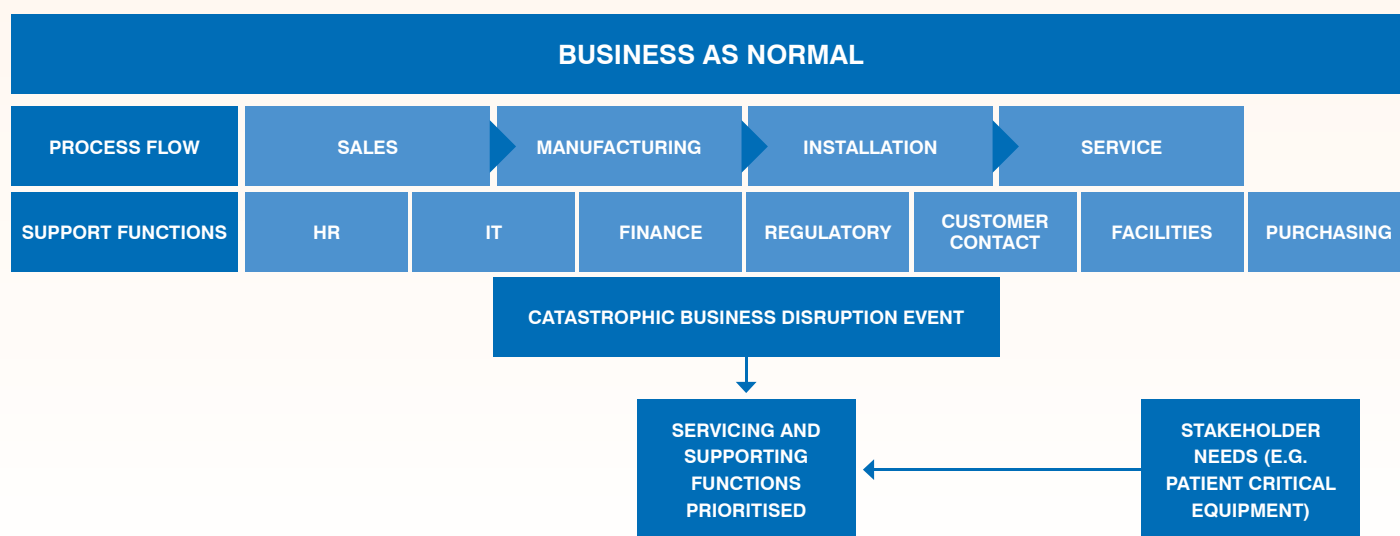 BUSINESS AS NORMAL
PROCESS FLOW
SALES
MANUFACTURING
INSTALLATION
SERVICE
SUPPORT FUNCTIONS
HR
IT
FINANCE
REGULATORY
CUSTOMER
CONTACT
FACILITIES
PURCHASING
CATASTROPHIC BUSINESS DISRUPTION EVENT
SERVICING AND
SUPPORTING
FUNCTIONS
PRIORITISED
STAKEHOLDER
NEEDS (E.G.
PATIENT CRITICAL
EQUIPMENT)